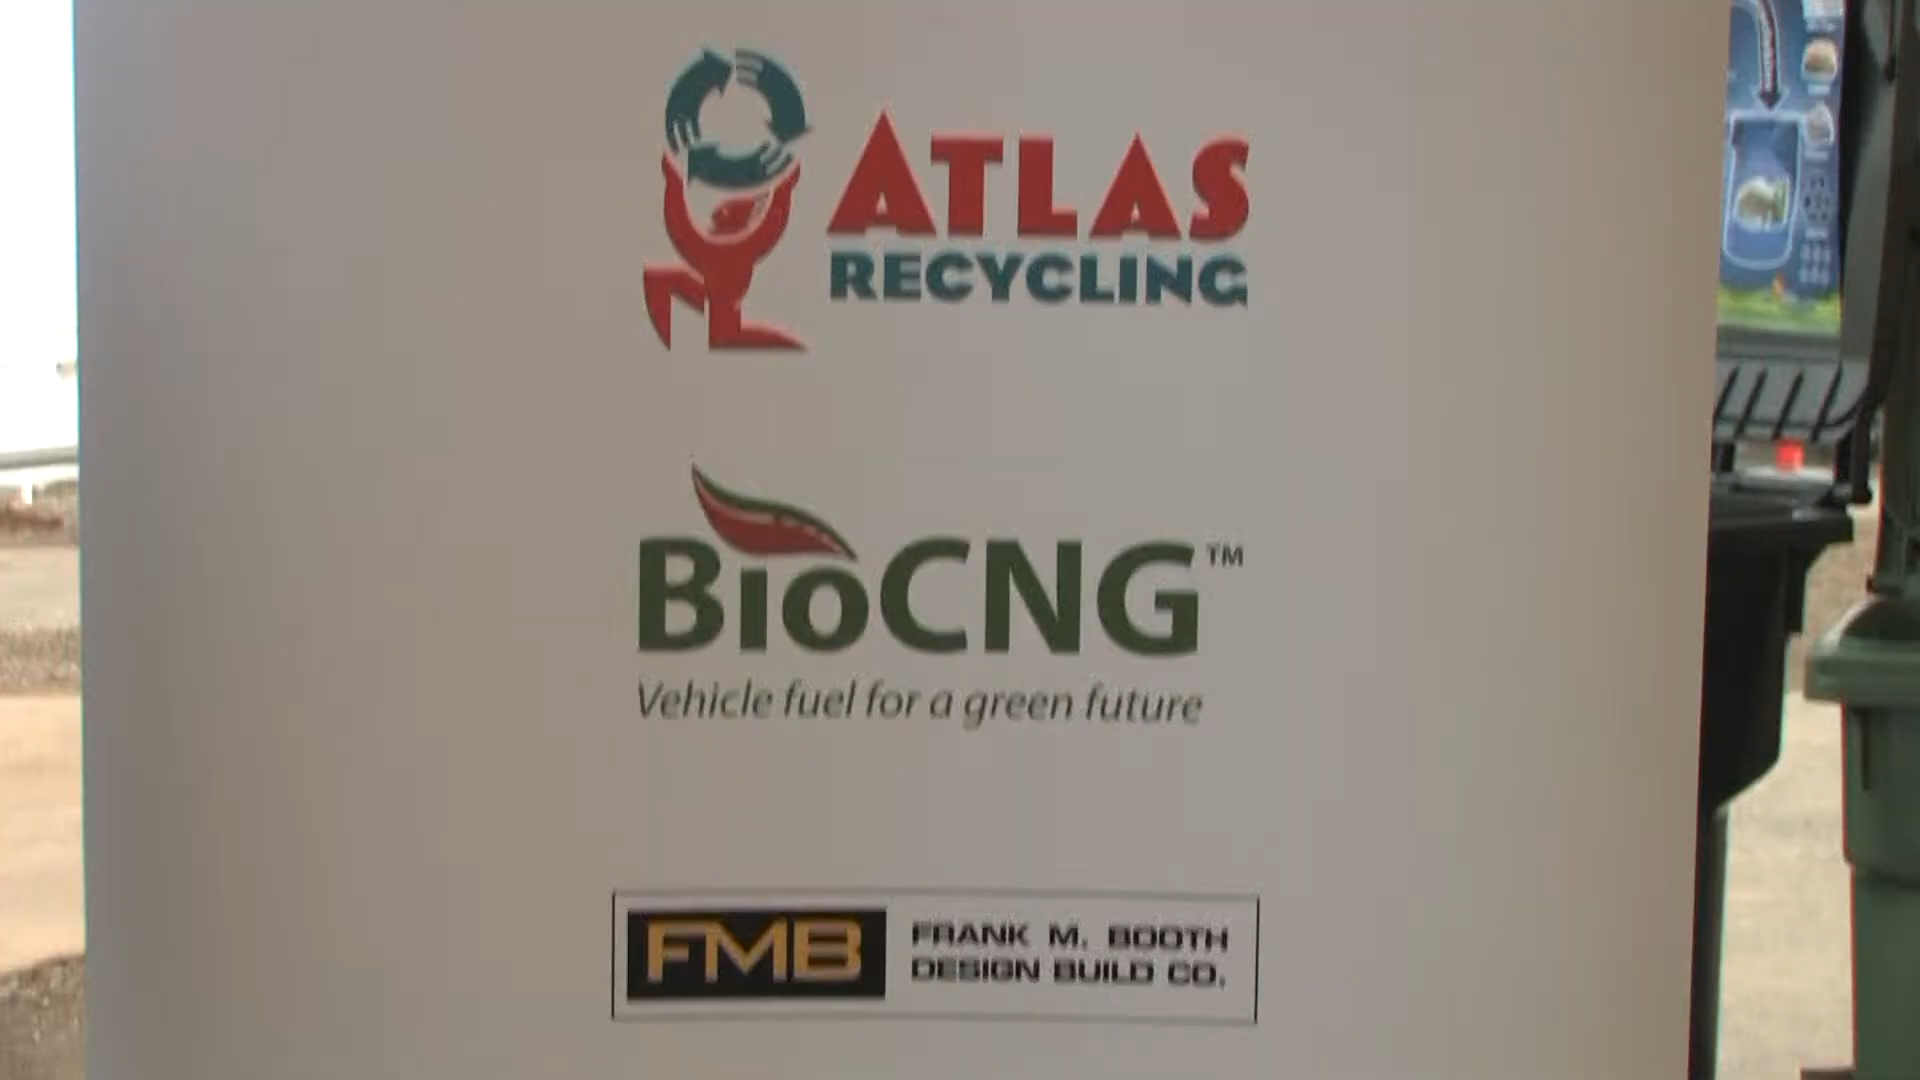 ATLAS
RECYCLING
BIOCNG™
Vehicle fuel for a green future
FMB
FRANK M. BOOTH
DESIGN BUILD CO.